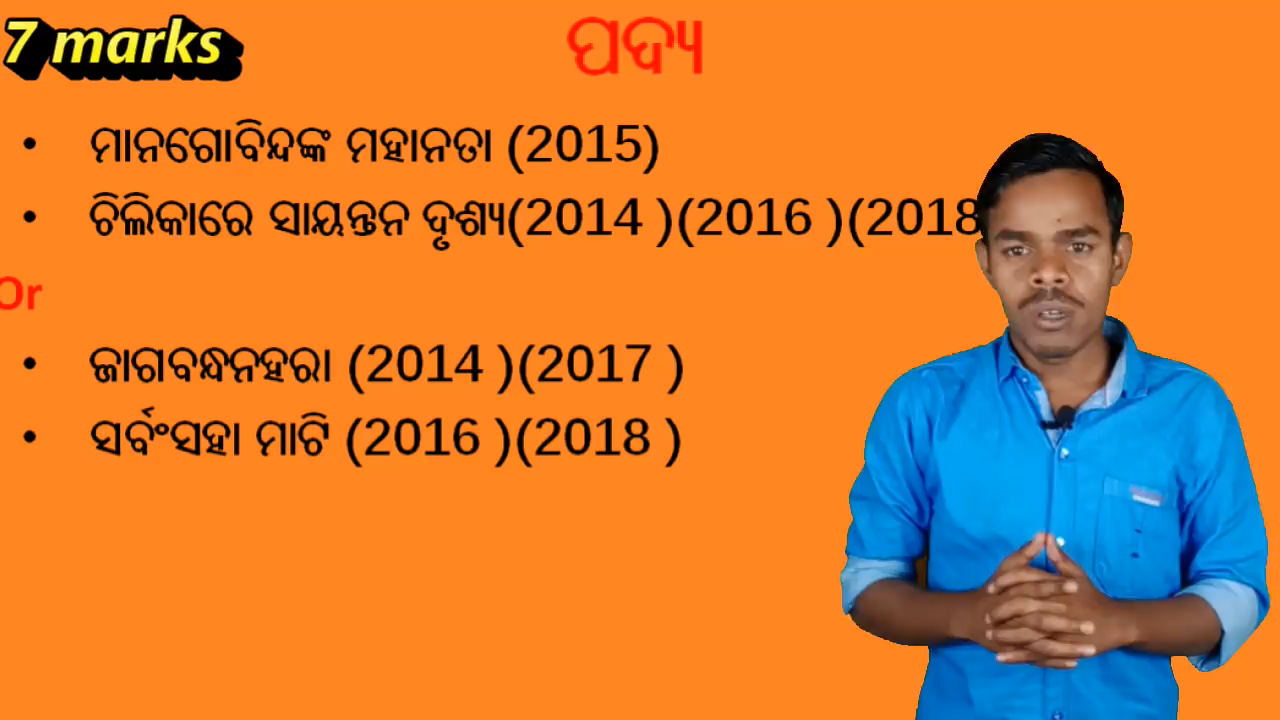 7 marks
ପଦ୍ୟ
• ମାନଗୋବିନ୍ଦଙ୍କ ମହାନତା (2015)
• ଚିଲିକାରେ ସାୟନ୍ତନ ଦୃଶ୍ୟ(2014 )(2016 )(2018
Or
• ଜାଗବନ୍ଧନହରା (2014 )(2017 )
• ସର୍ବଂସହା ମାଟି (2016 )(2018 )